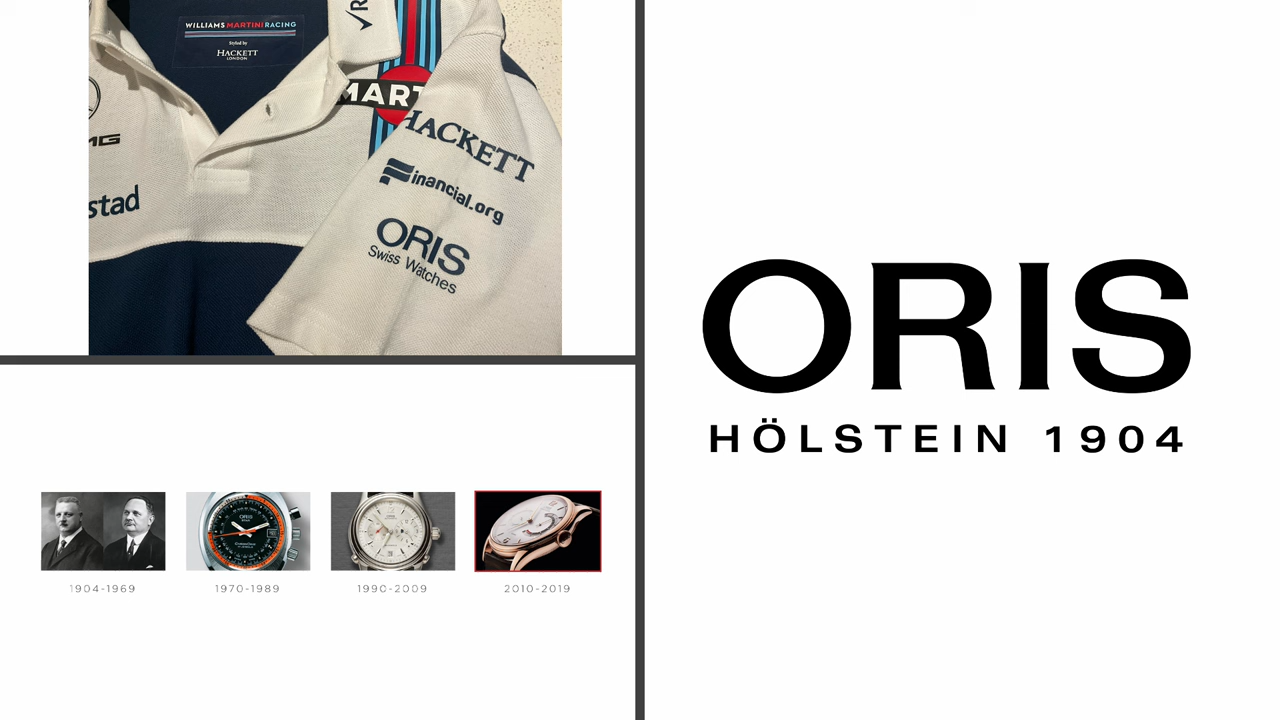 WILLIAMS MARTINI RACING
Styled by
HACKETT
LONDON
MART
HACKETT
Financial.org
ORIS
Swiss Watches
stad
ORIS
HÖLSTEIN 1904
ORIS
1904-1969
1970-1989
1990-2009
2010-2019